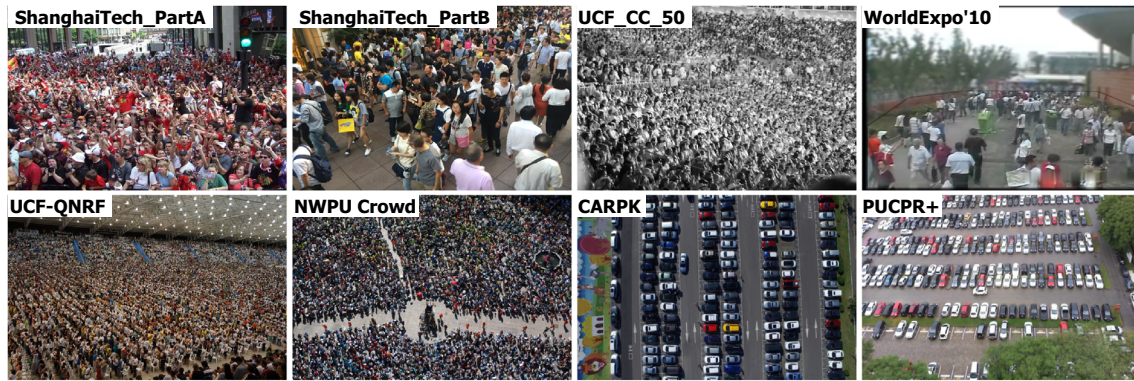 ShanghaiTech_PartA
ShanghaiTech_PartB
UCF_CC_50
WorldExpo'10
UCF-QNRF
NWPU Crowd
CARPK
PUCPR+